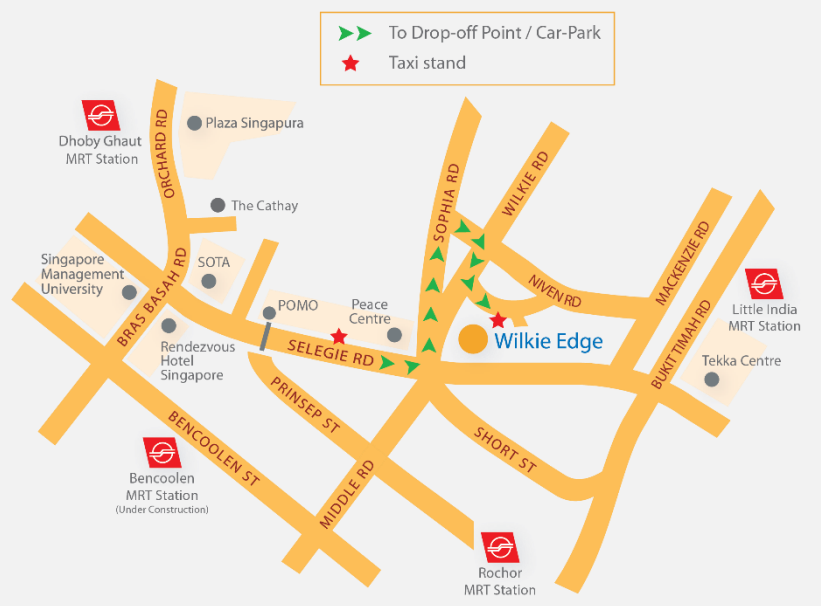 To Drop-off Point / Car-Park
Taxi stand
Dhoby Ghaut
MRT Station
ORCHARD RD
Plaza Singapura
The Cathay
SOPHIA RD
WILKIE RD
Singapore
Management
University
BRAS BASAH RD
SOTA
NIVEN RD
MACKENZIE RD
BUKIT TIMAH RD
Little India
MRT Station
POMO
Peace
Centre
Wilkie Edge
Rendezvous
Hotel
Singapore
SELEGIE RD
Tekka Centre
PRINSEP ST
BENCOOLEN ST
SHORT ST
MIDDLE RD
Bencoolen
MRT Station
(Under Construction)
Rochor
MRT Station